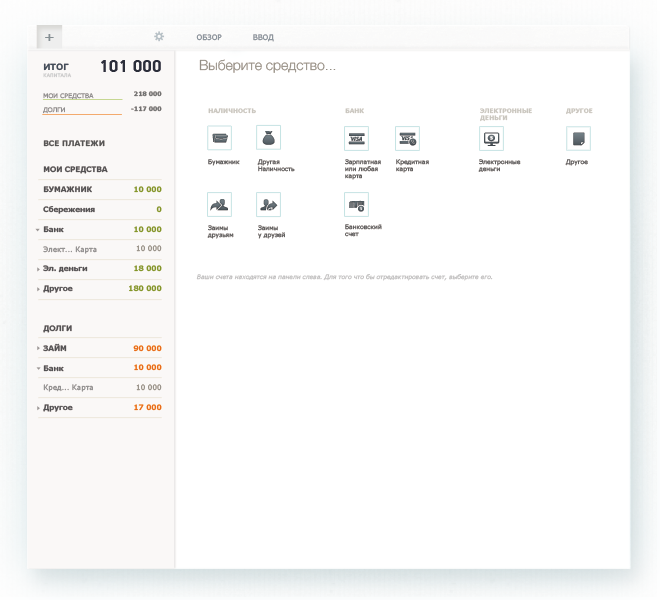 +
ОБЗОР ВВОД
ИТОГ 101 000
КАПИТАЛА
МОИ СРЕДСТВА 218 000
ДОЛГИ -117 000
ВСЕ ПЛАТЕЖИ
МОИ СРЕДСТВА
БУМАЖНИК 10 000
Сбережения 0
Банк 10 000
Элект... Карта 10 000
Эл. деньги 18 000
Другое 180 000
ДОЛГИ
ЗАЙМ 90 000
Банк 10 000
Кред... Карта 10 000
Другое 17 000
Выберите средство...
НАЛИЧНОСТЬ БАНК ЭЛЕКТРОННЫЕ ДРУГОЕ
ДЕНЬГИ
VISA VISA
Бумажник Другая Зарплатная Кредитная Электронные Другое
Наличность или любая карта деньги
карта
Займы Займы Банковский
друзьям у друзей счет
Ваши счета находятся на панели слева. Для того что бы отредактировать счет, выберите его.